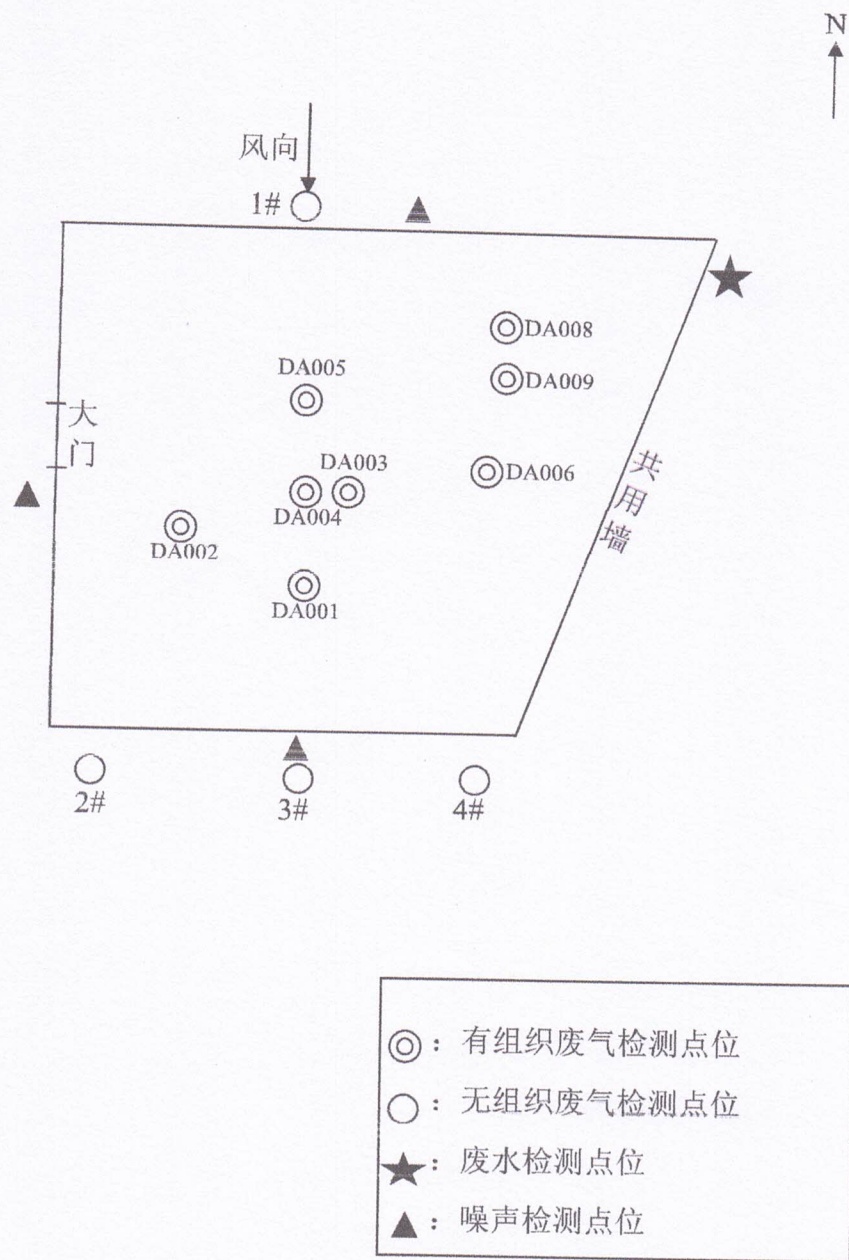 N
风向
1#
DA008
DA005
DA009
大门
DA003
DA006
共用墙
DA004
DA002
DA001
2#
3#
4#
◎：有组织废气检测点位
○：无组织废气检测点位
★：废水检测点位
▲：噪声检测点位